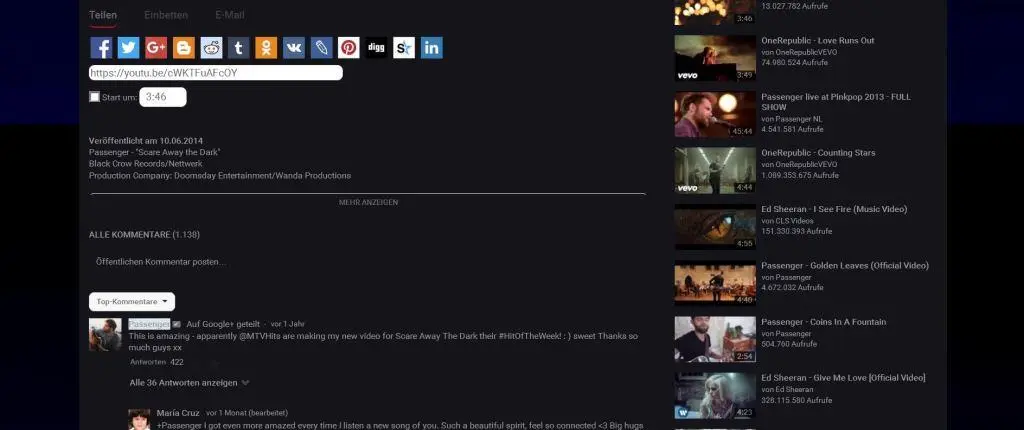 Teilen Einbetten E-Mail
digg
https://youtu.be/cWKTFuAFcOY
Start um: 3:46
Veröffentlicht am 10.06.2014
Passenger - "Scare Away the Dark"
Black Crow Records/Nettwerk
Production Company: Doomsday Entertainment/Wanda Productions
MEHR ANZEIGEN
ALLE KOMMENTARE (1.138)
Öffentlichen Kommentar posten...
Top-Kommentare
Passenger Auf Google+ geteilt - vor 1 Jahr
This is amazing - apparently @MTVHits are making my new video for Scare Away The Dark their #HitOfTheWeek! : ) sweet Thanks so
much guys xx
Antworten 422
Alle 36 Antworten anzeigen
María Cruz vor 1 Monat (bearbeitet)
+Passenger I got even more amazed every time I listen a new song of you. Such a beautiful spirit, feel so connected <3 Big hugs
13.027.782 Aufrufe
3:46
OneRepublic - Love Runs Out
von OneRepublicVEVO
74.980.524 Aufrufe
vevo 3:49
Passenger live at Pinkpop 2013 - FULL
SHOW
von Passenger NL
4.541.581 Aufrufe
45:44
OneRepublic - Counting Stars
von OneRepublicVEVO
1.089.353.675 Aufrufe
vevo 4:44
Ed Sheeran - I See Fire (Music Video)
von CLS Videos
151.330.393 Aufrufe
4:55
Passenger - Golden Leaves (Official Video)
von Passenger
4.672.032 Aufrufe
4:40
Passenger - Coins In A Fountain
von Passenger
504.760 Aufrufe
2:54
Ed Sheeran - Give Me Love [Official Video]
von Ed Sheeran
328.115.580 Aufrufe
4:23